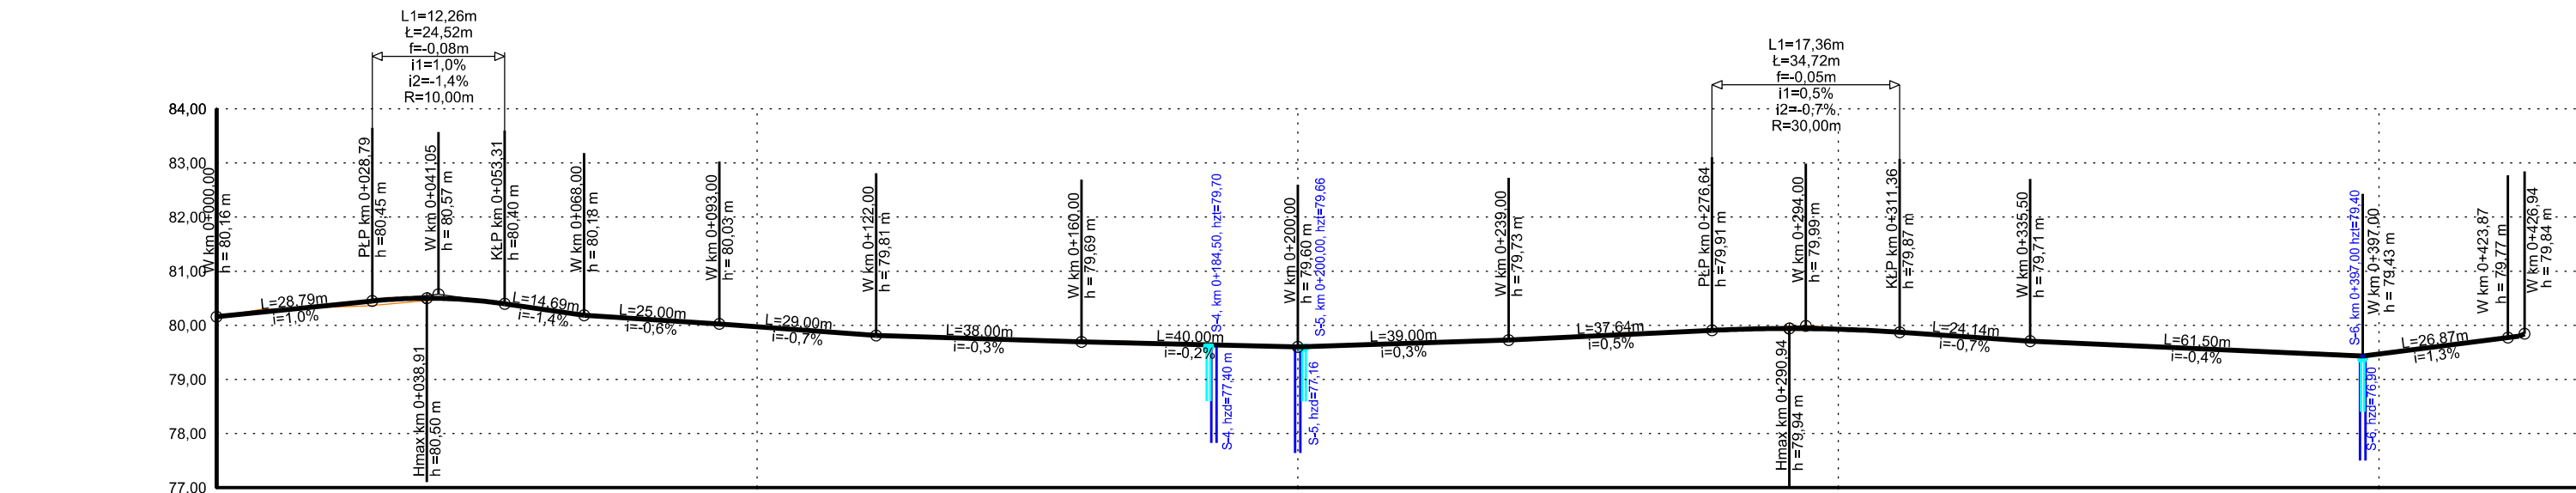 L1=12,26m
Ł=24,52m
f=-0,08m
i1=1,0%
i2=-1,4%
R=10,00m
L1=17,36m
Ł=34,72m
f=-0,05m
i1=0,5%
i2=-0,7%
R=30,00m
84,00
83,00
82,00
81,00
80,00
79,00
78,00
77,00
W km 0+000,00
h = 80,16 m
PŁP km 0+028,79
h =80,45 m
W km 0+041,05
h = 80,57 m
KŁP km 0+053,31
h =80,40 m
W km 0+068,00
h = 80,18 m
W km 0+093,00
h = 80,03 m
W km 0+122,00
h = 79,81 m
W km 0+160,00
h = 79,69 m
S-4, km 0+184,50, hzt=79,70
W km 0+200,00
h = 79,60 m
S-5, km 0+200,00, hzt=79,66
W km 0+239,00
h = 79,73 m
PŁP km 0+276,64
h =79,91 m
W km 0+294,00
h = 79,99 m
KŁP km 0+311,36
h =79,87 m
W km 0+335,50
h = 79,71 m
S-6, km 0+397,00 hzt=79,40
W km 0+397,00
h = 79,43 m
W km 0+423,87
h = 79,77 m
W km 0+426,94
h = 79,84 m
L=28,79m
i=1,0%
L=14,69m
i=-1,4%
L=25,00m
i=-0,6%
L=29,00m
i=-0,7%
L=38,00m
i=-0,3%
L=40,00m
i=-0,2%
L=39,00m
i=0,3%
L=37,64m
i=0,5%
L=24,14m
i=-0,7%
L=61,50m
i=-0,4%
L=26,87m
i=1,3%
Hmax km 0+038,91
h =80,50 m
S-4, hzd=77,40 m
S-5, hzd=77,16
Hmax km 0+290,94
h =79,94 m
S-6, hzd=76,90